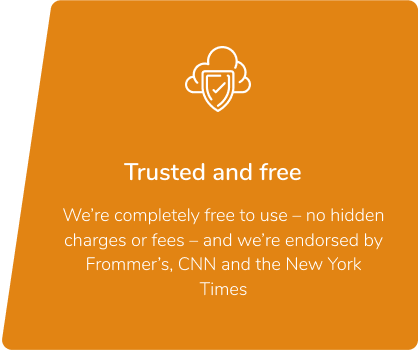 Trusted and free
We’re completely free to use – no hidden
charges or fees – and we’re endorsed by
Frommer’s, CNN and the New York
Times